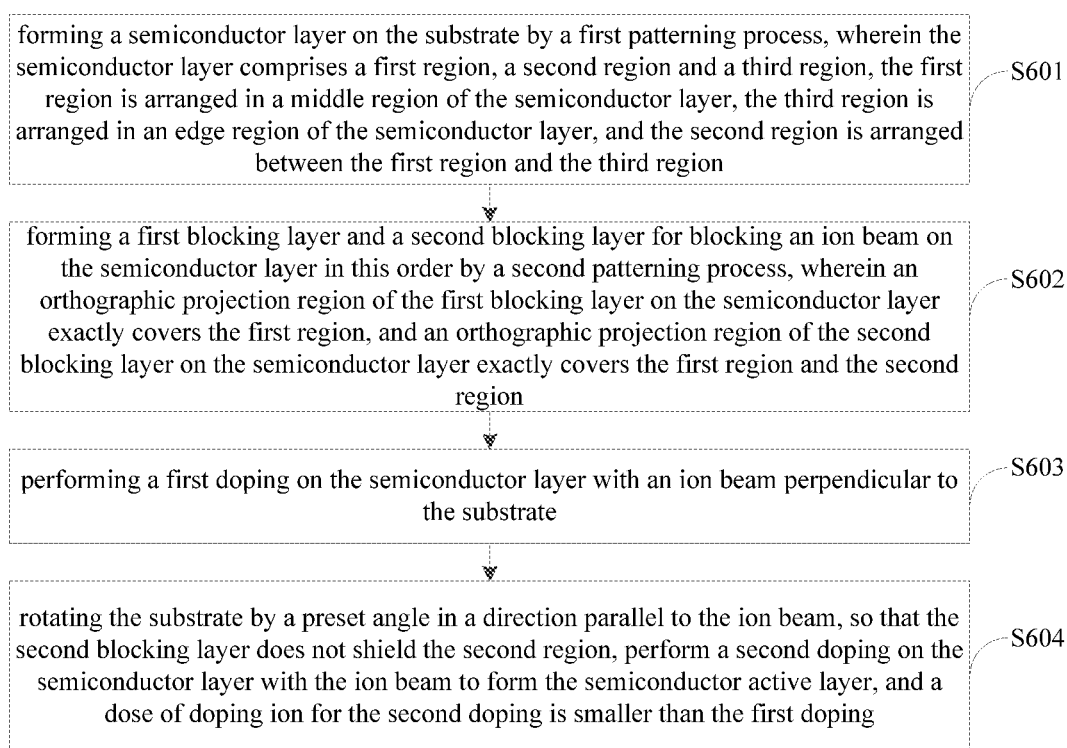 forming a semiconductor layer on the substrate by a first patterning process, wherein the
semiconductor layer comprises a first region, a second region and a third region, the first
region is arranged in a middle region of the semiconductor layer, the third region is
arranged in an edge region of the semiconductor layer, and the second region is arranged
between the first region and the third region
S601
forming a first blocking layer and a second blocking layer for blocking an ion beam on
the semiconductor layer in this order by a second patterning process, wherein an
orthographic projection region of the first blocking layer on the semiconductor layer
exactly covers the first region, and an orthographic projection region of the second
blocking layer on the semiconductor layer exactly covers the first region and the second
region
S602
performing a first doping on the semiconductor layer with an ion beam perpendicular to
the substrate
S603
rotating the substrate by a preset angle in a direction parallel to the ion beam, so that the
second blocking layer does not shield the second region, perform a second doping on the
semiconductor layer with the ion beam to form the semiconductor active layer, and a
dose of doping ion for the second doping is smaller than the first doping
S604